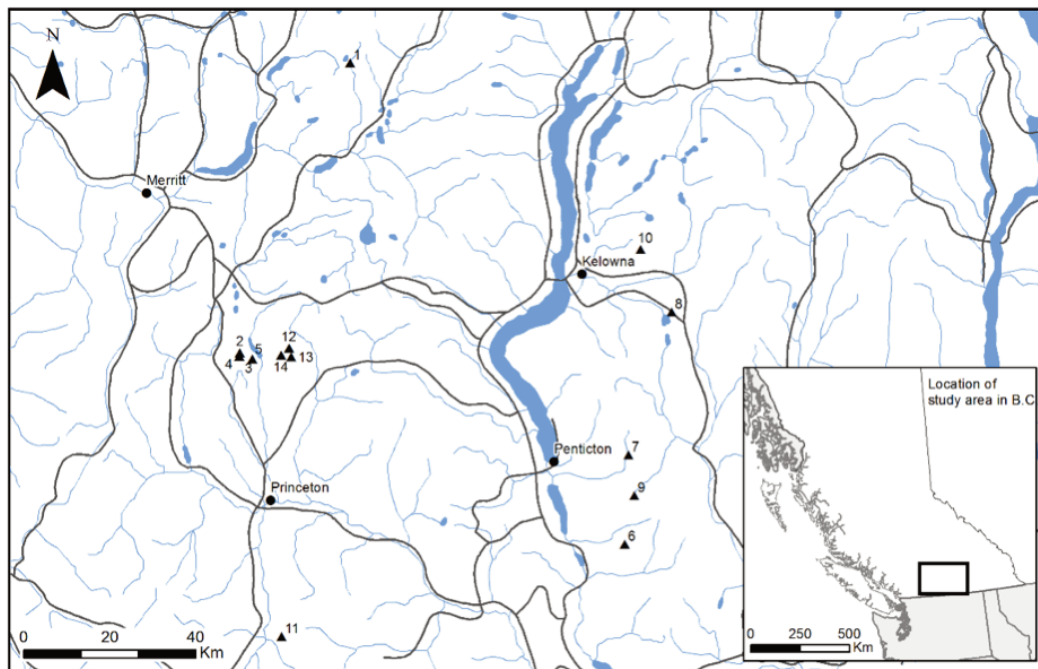 N
1
Merritt
10
Kelowna
8
2
5
12
4
3
14
13
Location of
study area in B.C
Penticton
7
Princeton
9
6
11
0 20 40
Km
0 250 500
Km